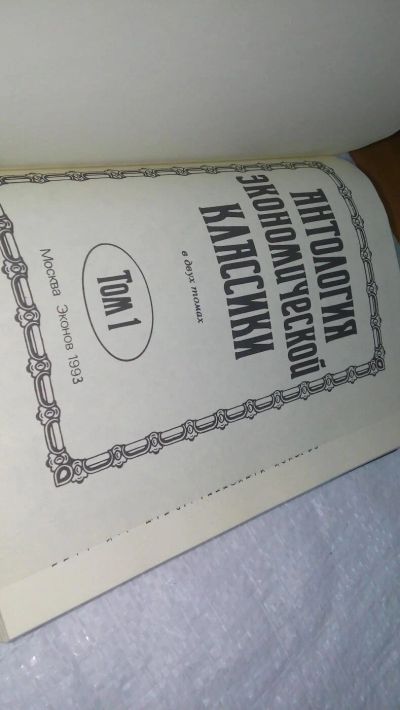 АНТОЛОГИЯ
ЭКОНОМИЧЕСКОЙ
КЛАССИКИ
в двух томах
Том 1
Москва Эконов 1993